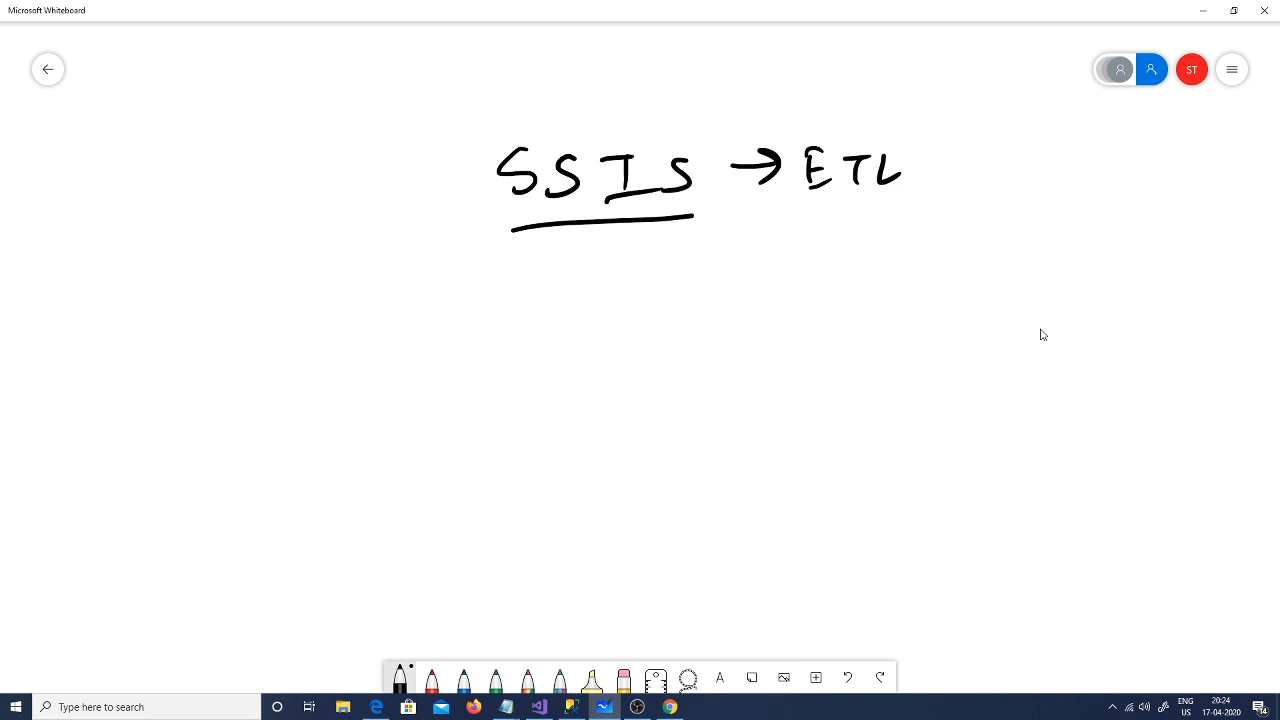 Microsoft Whiteboard
ST
SSIS → ETL
A
Type here to search
ENG
US
20:24
17-04-2020